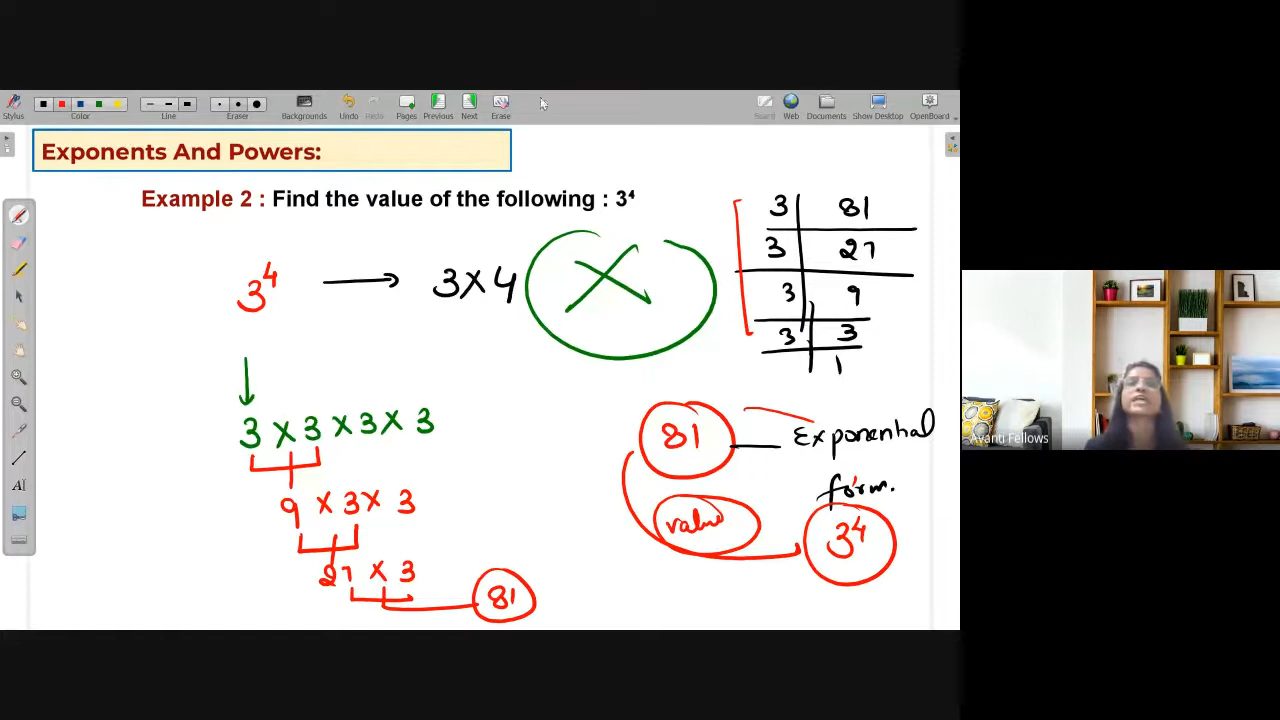 Stylus
Color
Line
Eraser
Backgrounds
Undo
Redo
Pages
Previous
Next
Erase
Board
Web
Documents
Show Desktop
OpenBoard
Exponents And Powers:
Example 2 : Find the value of the following : 3⁴
3⁴ → 3×4
3 81
3 27
3 9
3 3
1
3 × 3 × 3 × 3
9 × 3 × 3
27 × 3
81
81 — Exponential
form.
value
3⁴
Avanti Fellows